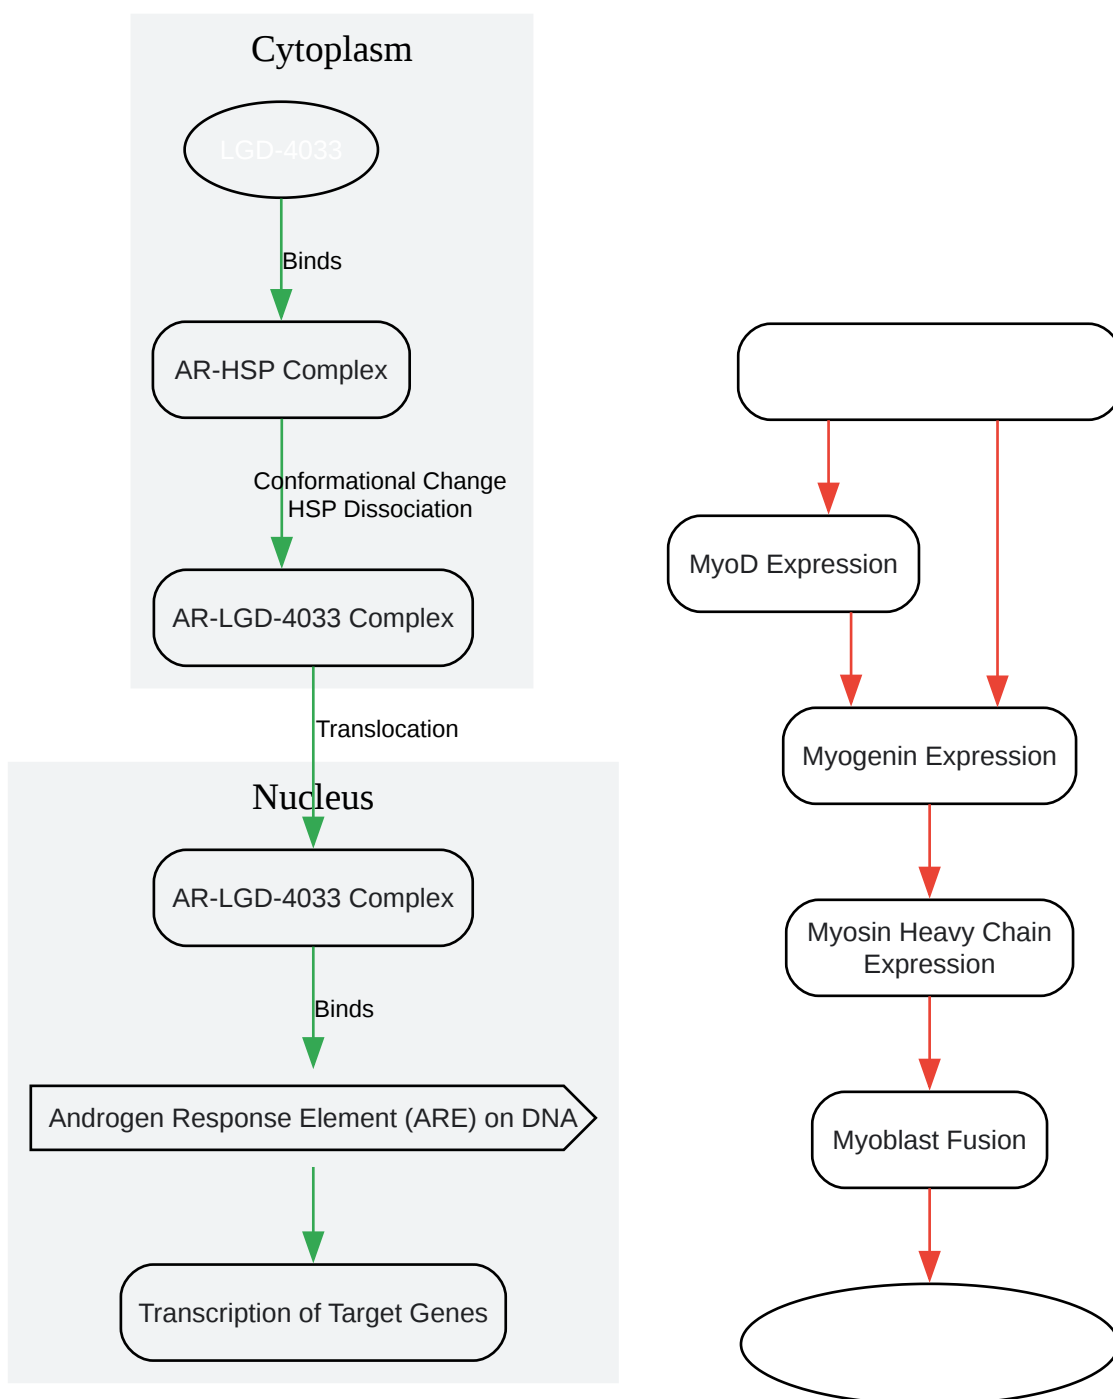 Cytoplasm
LGD-4033
Binds
AR-HSP Complex
Conformational Change
HSP Dissociation
AR-LGD-4033 Complex
Translocation
Nucleus
AR-LGD-4033 Complex
Binds
Androgen Response Element (ARE) on DNA
Transcription of Target Genes
MyoD Expression
Myogenin Expression
Myosin Heavy Chain
Expression
Myoblast Fusion